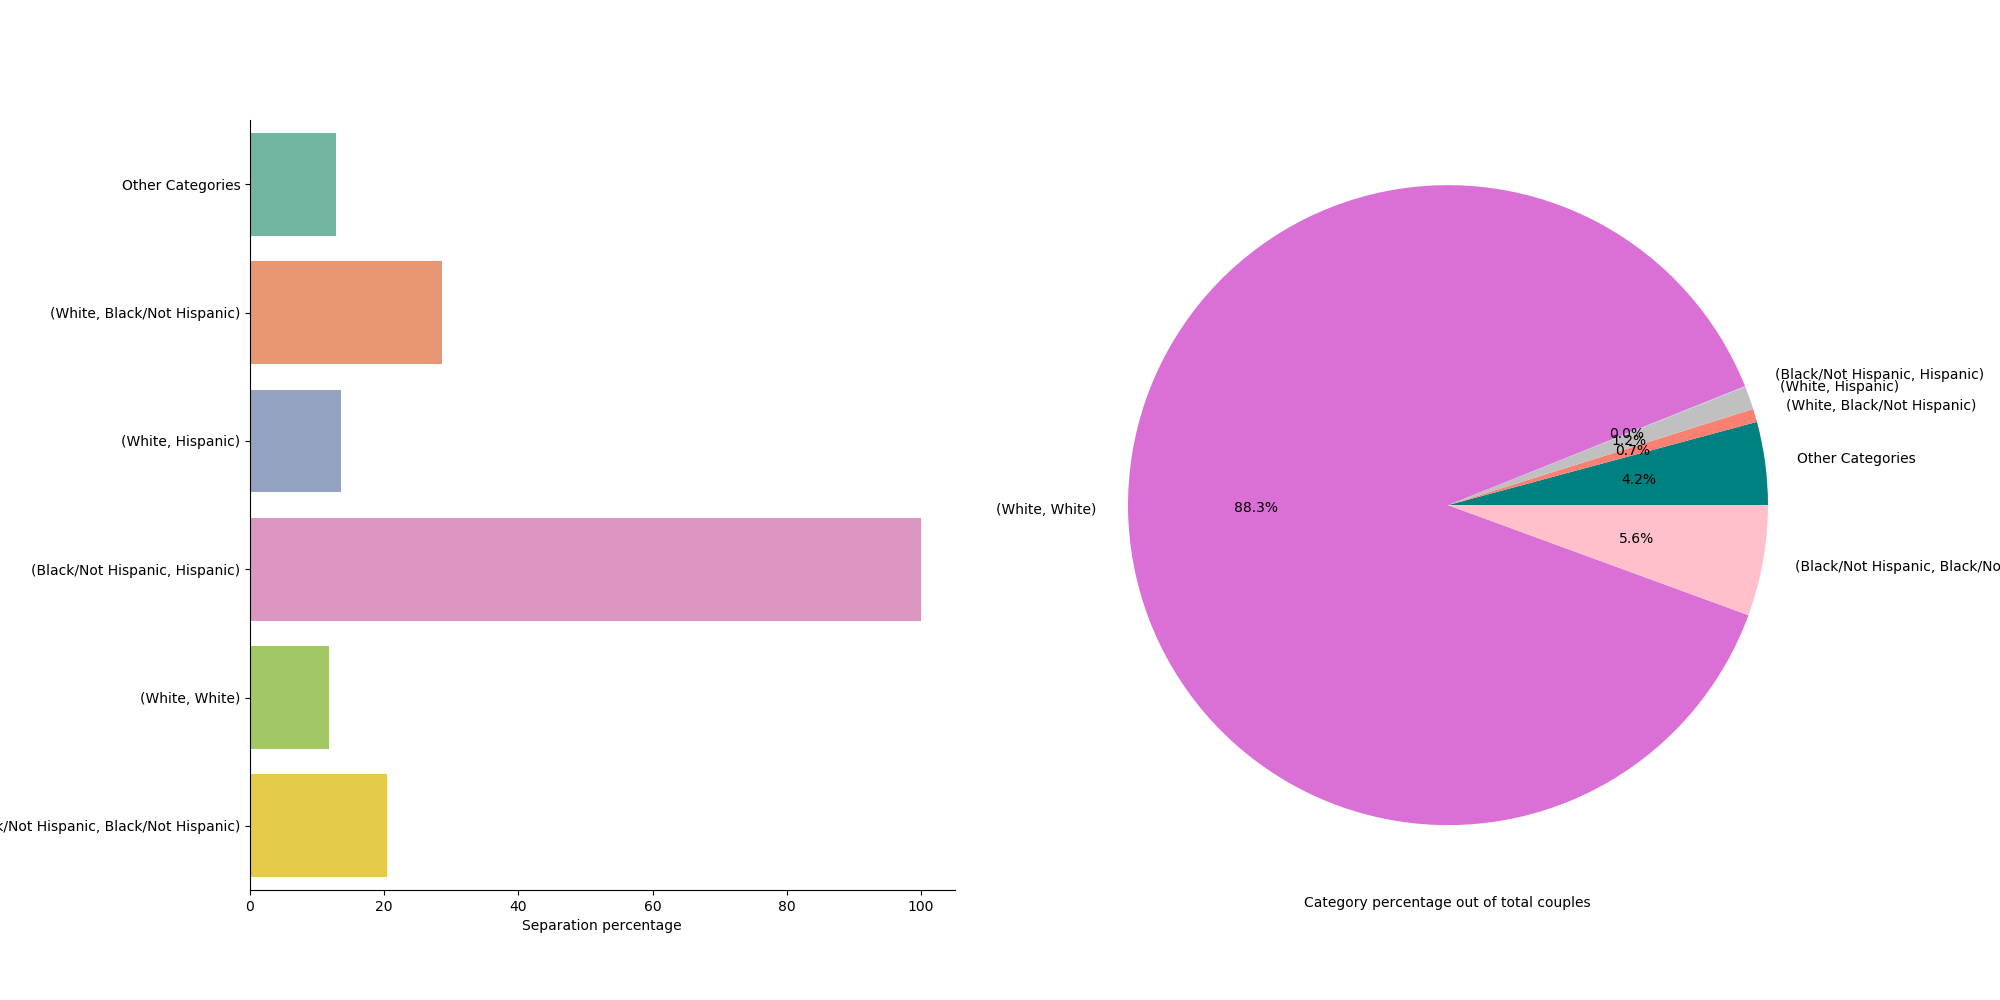 Other Categories
(White, Black/Not Hispanic)
(White, Hispanic)
(Black/Not Hispanic, Hispanic)
(White, White)
/Not Hispanic, Black/Not Hispanic)
0 20 40 60 80 100
Separation percentage
(Black/Not Hispanic, Hispanic)
(White, Hispanic)
(White, Black/Not Hispanic)
Other Categories
(White, White)
(Black/Not Hispanic, Black/No
0.0%
1.2%
0.7%
4.2%
88.3%
5.6%
Category percentage out of total couples